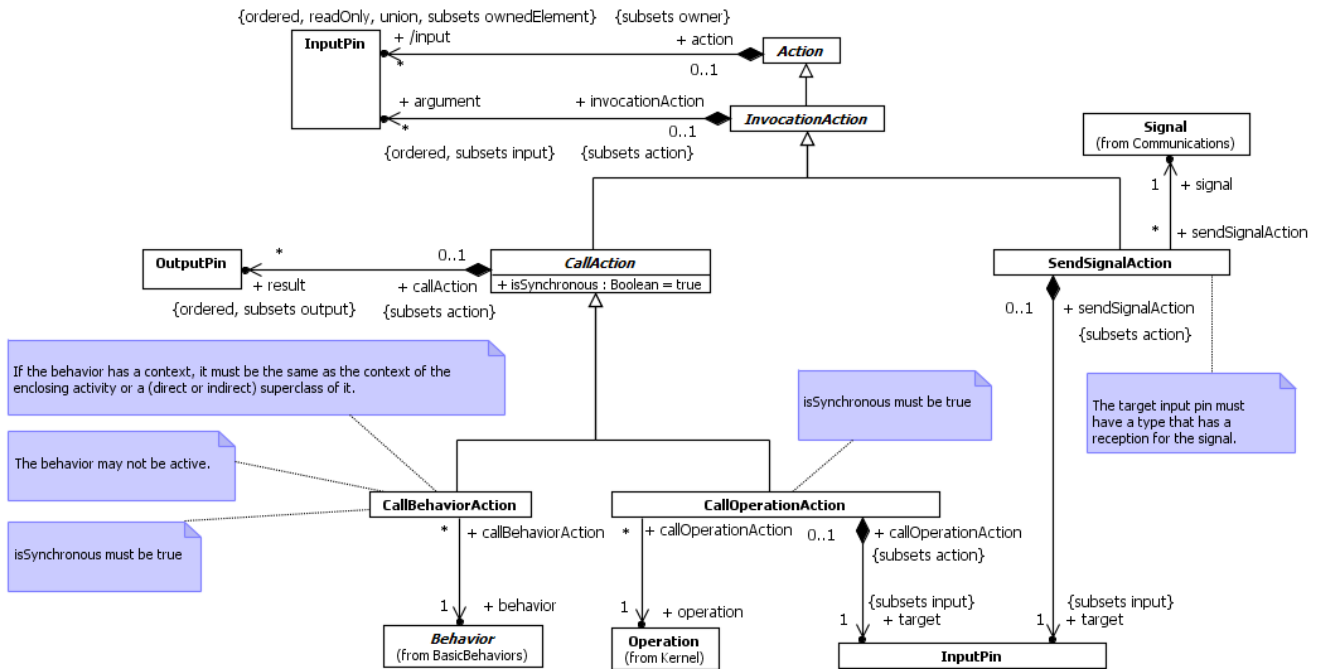 {ordered, readOnly, union, subsets ownedElement}
{subsets owner}
InputPin
+ /input
*
+ action
0..1
Action
+ argument
*
+ invocationAction
0..1
InvocationAction
{ordered, subsets input}
{subsets action}
Signal
(from Communications)
1
+ signal
*
+ sendSignalAction
OutputPin
*
+ result
0..1
+ callAction
{ordered, subsets output}
{subsets action}
CallAction
+ isSynchronous : Boolean = true
SendSignalAction
0..1
+ sendSignalAction
{subsets action}
If the behavior has a context, it must be the same as the context of the
enclosing activity or a (direct or indirect) superclass of it.
isSynchronous must be true
The target input pin must
have a type that has a
reception for the signal.
The behavior may not be active.
CallBehaviorAction
CallOperationAction
isSynchronous must be true
*
+ callBehaviorAction
*
+ callOperationAction
0..1
+ callOperationAction
{subsets action}
1
+ behavior
1
+ operation
{subsets input}
1
+ target
{subsets input}
1
+ target
Behavior
(from BasicBehaviors)
Operation
(from Kernel)
InputPin